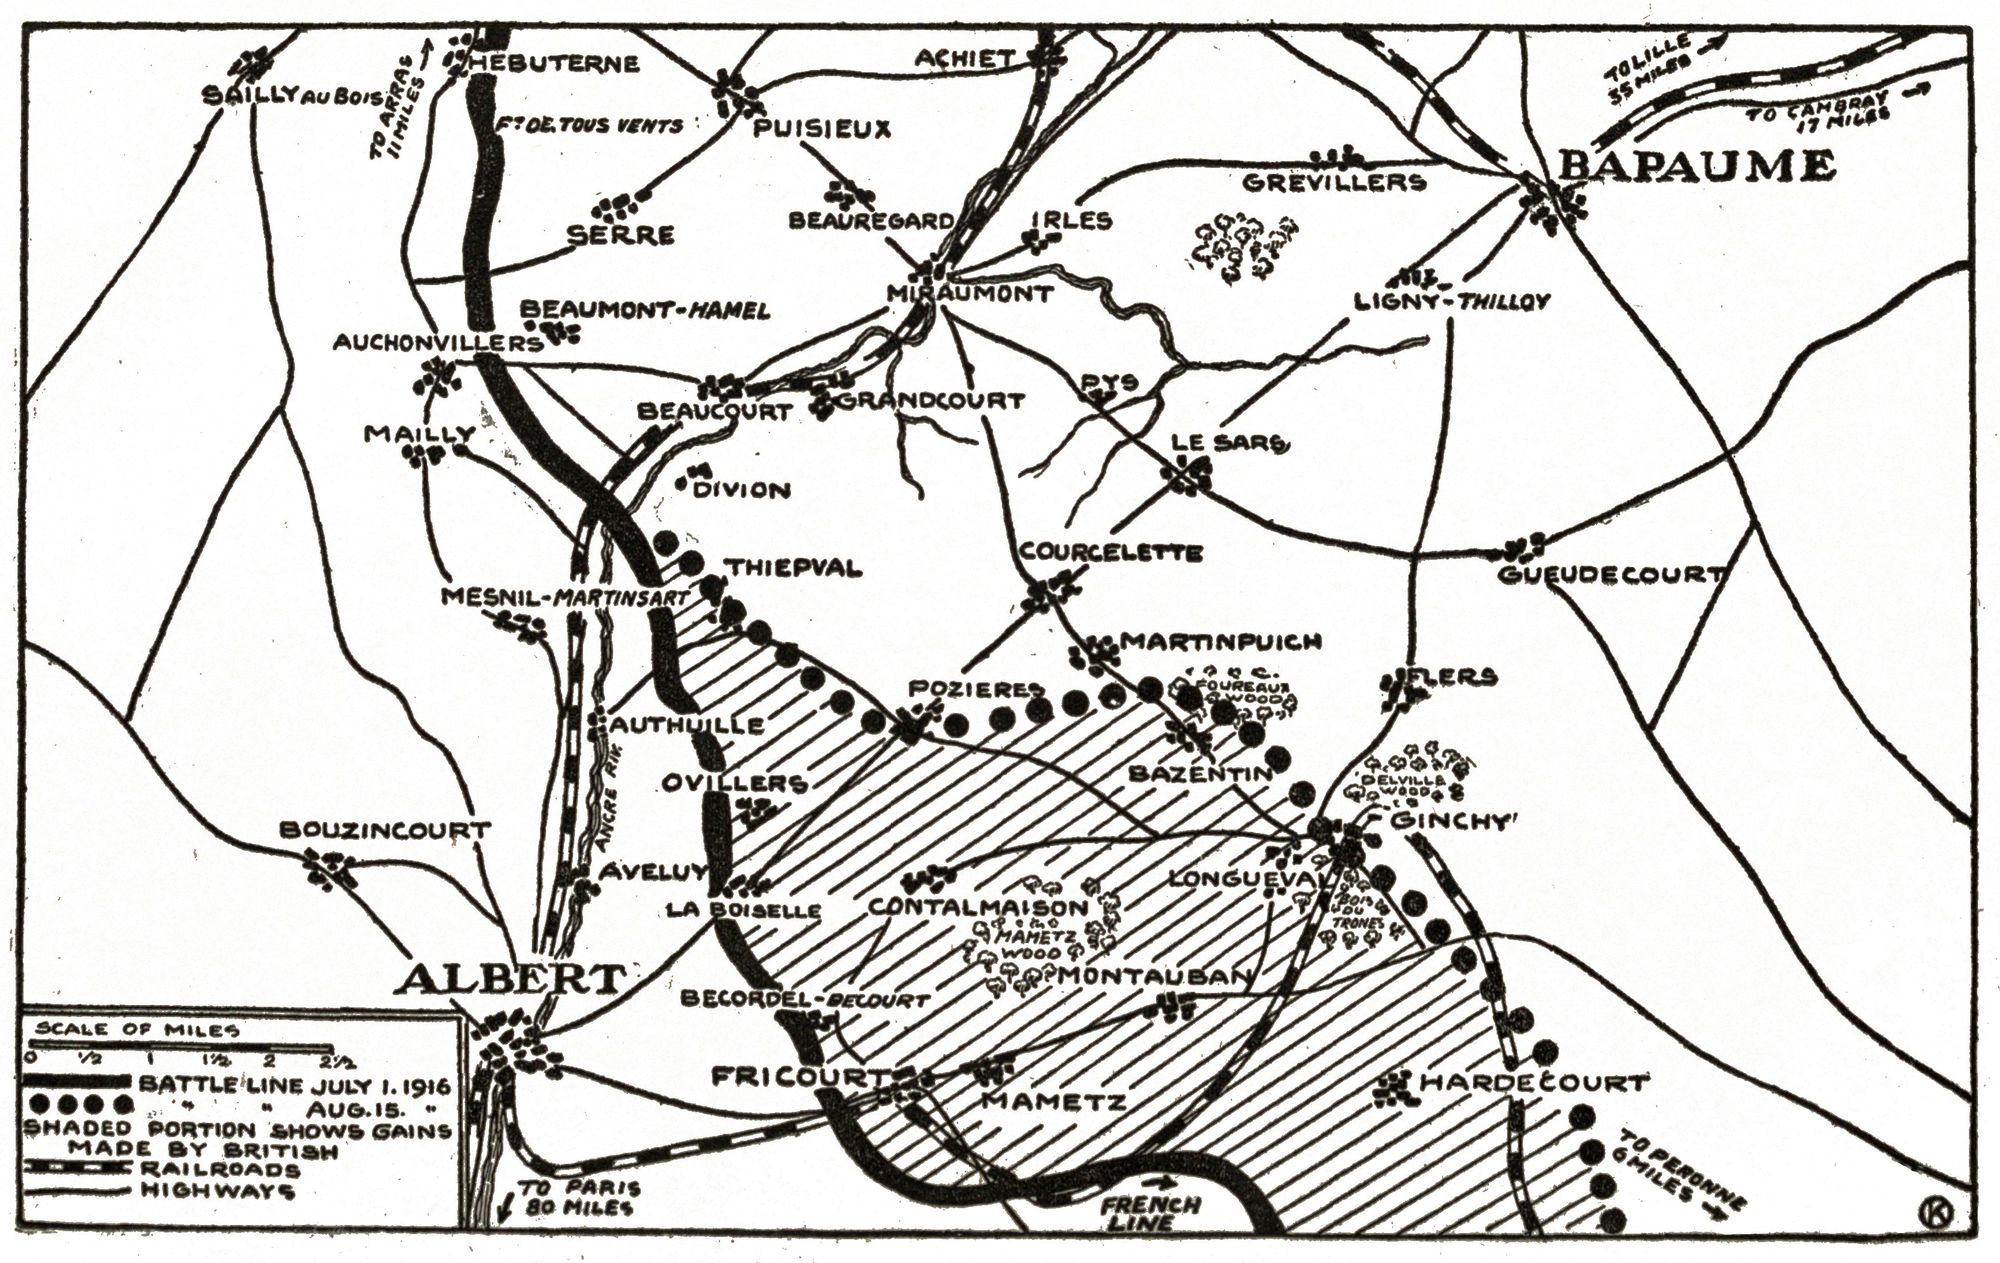 HEBUTERNE
SAILLY AU BOIS
TO ARRAS
11 MILES
Fᵀ DE TOUS VENTS
PUISIEUX
ACHIET
TO LILLE
35 MILES
TO CAMBRAY
17 MILES
BAPAUME
GREVILLERS
SERRE
BEAUREGARD
IRLES
MIRAUMONT
LIGNY-THILLOY
BEAUMONT-HAMEL
AUCHONVILLERS
BEAUCOURT
GRANDCOURT
PYS
MAILLY
LE SARS
DIVION
COURCELETTE
THIEPVAL
GUEUDECOURT
MESNIL-MARTINSART
MARTINPUICH
FOUREAUX
WOOD
FLERS
POZIERES
AUTHUILLE
ANCRE RIV.
OVILLERS
BAZENTIN
DELVILLE
WOOD
GINCHY
BOUZINCOURT
AVELUY
LA BOISELLE
CONTALMAISON
LONGUEVAL
BOIS
DU
TRONES
MAMETZ
WOOD
MONTAUBAN
ALBERT
BECORDEL-BECOURT
FRICOURT
MAMETZ
HARDECOURT
TO PERONNE
6 MILES
FRENCH
LINE
TO PARIS
80 MILES
SCALE OF MILES
0 1/2 1 1 1/2 2 2 1/2
BATTLE LINE JULY 1. 1916
" " AUG. 15. "
SHADED PORTION SHOWS GAINS
MADE BY BRITISH
RAILROADS
HIGHWAYS
K